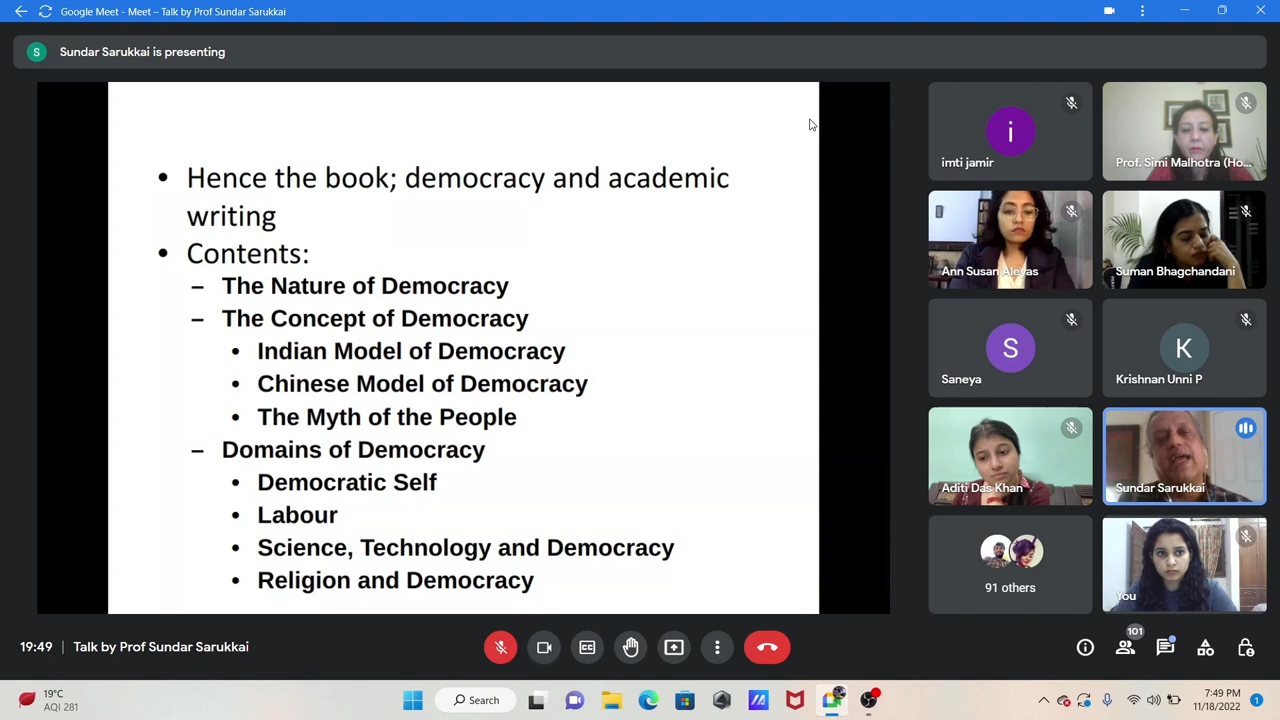 Google Meet - Meet – Talk by Prof Sundar Sarukkai
S
Sundar Sarukkai is presenting
• Hence the book; democracy and academic
writing
• Contents:
– The Nature of Democracy
– The Concept of Democracy
• Indian Model of Democracy
• Chinese Model of Democracy
• The Myth of the People
– Domains of Democracy
• Democratic Self
• Labour
• Science, Technology and Democracy
• Religion and Democracy
i
imti jamir
Prof. Simi Malhotra (Ho...
Ann Susan Aleyas
Suman Bhagchandani
S
Saneya
K
Krishnan Unni P
Aditi Das Khan
Sundar Sarukkai
91 others
You
19:49 | Talk by Prof Sundar Sarukkai
101
19°C
AQI 281
Search
7:49 PM
11/18/2022
1